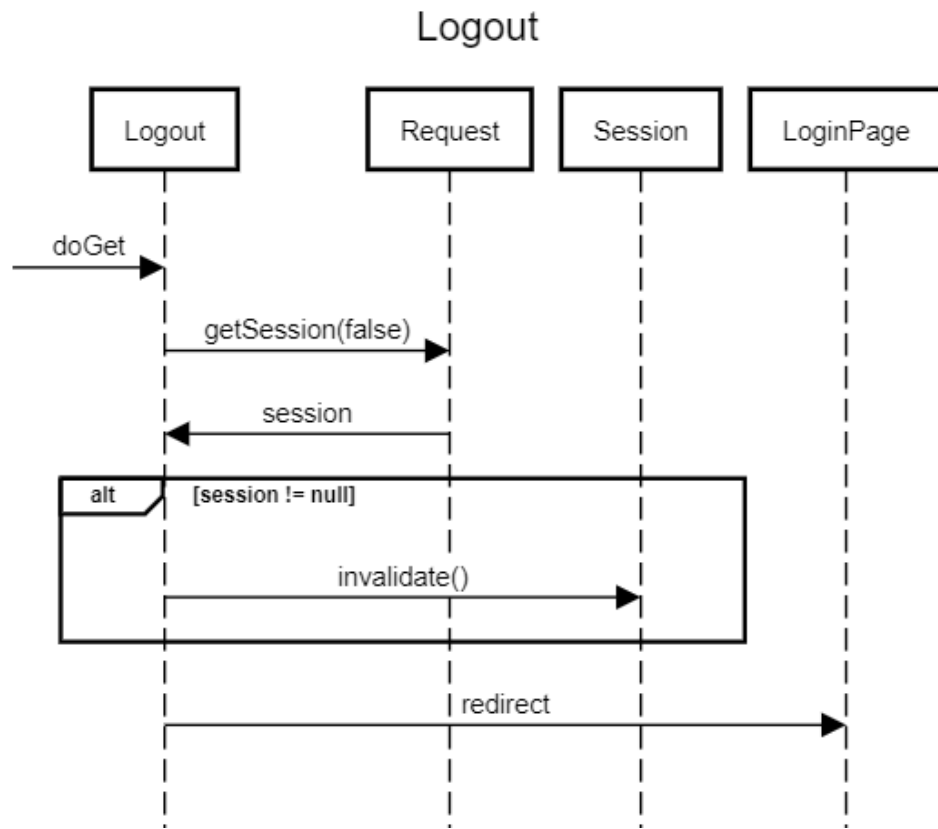 Logout
Logout
Request
Session
LoginPage
doGet
getSession(false)
session
alt
[session != null]
invalidate()
redirect